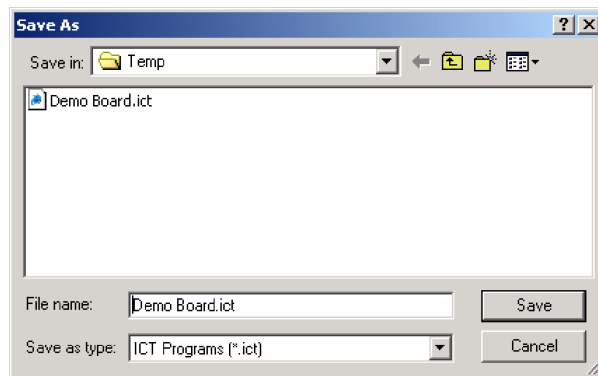 Save As
Save in: Temp
Demo Board.ict
File name: Demo Board.ict Save
Save as type: ICT Programs (*.ict) Cancel